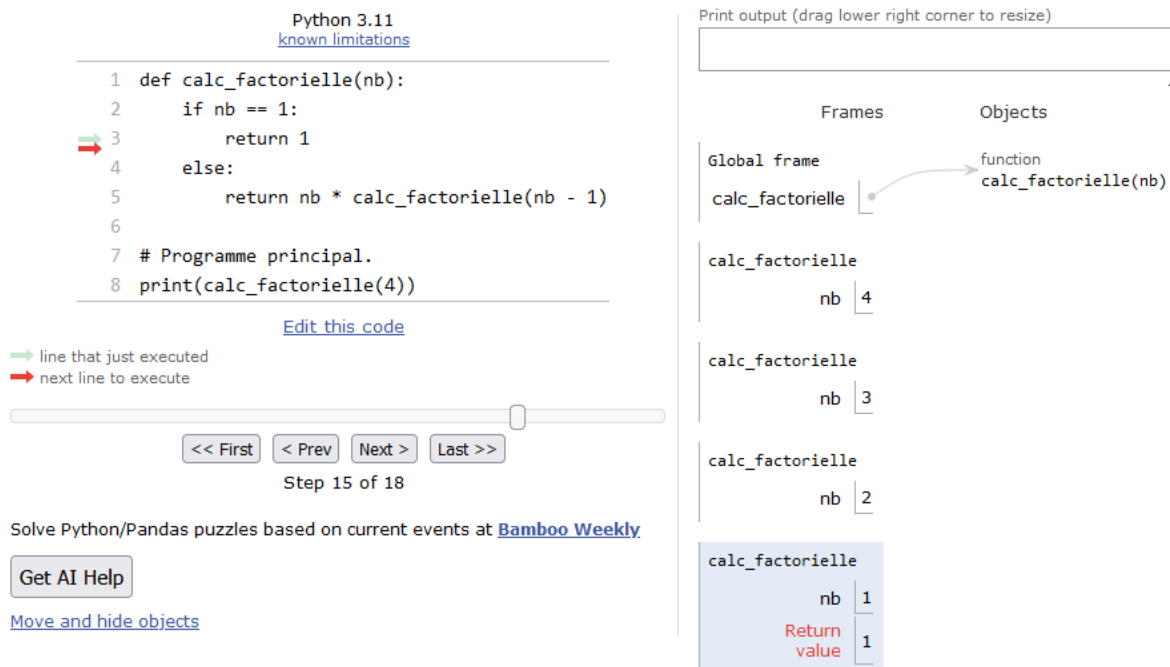 Python 3.11
known limitations
1 def calc_factorielle(nb):
2     if nb == 1:
3         return 1
4     else:
5         return nb * calc_factorielle(nb - 1)
6
7 # Programme principal.
8 print(calc_factorielle(4))
Edit this code
line that just executed
next line to execute
<< First < Prev Next > Last >>
Step 15 of 18
Solve Python/Pandas puzzles based on current events at Bamboo Weekly
Get AI Help
Move and hide objects
Print output (drag lower right corner to resize)
Frames Objects
Global frame
calc_factorielle
function
calc_factorielle(nb)
calc_factorielle
nb 4
calc_factorielle
nb 3
calc_factorielle
nb 2
calc_factorielle
nb 1
Return
value 1